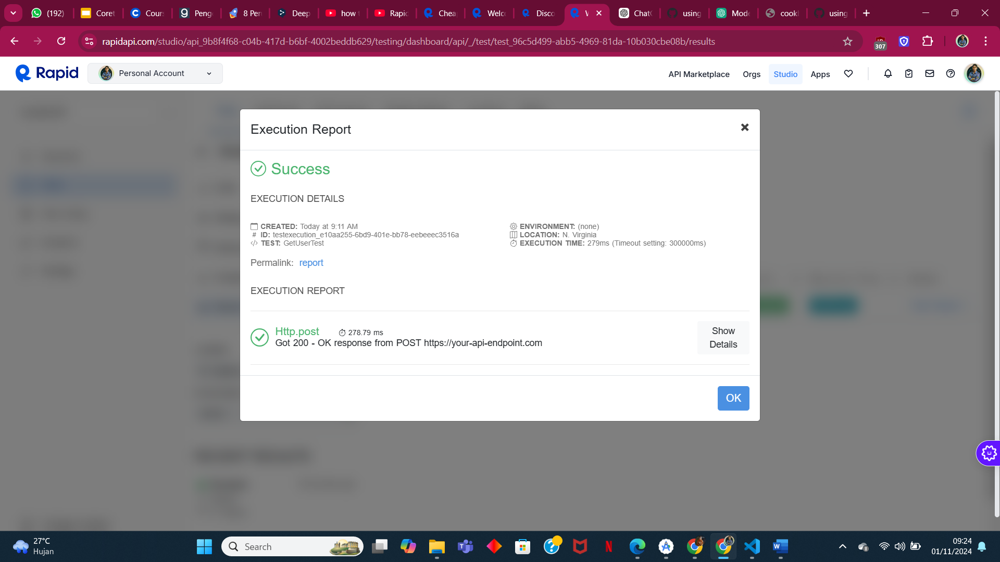 (192)
Coret
Cours
Peng
8 Per
Deep
how t
Rapid
Chea
Welco
Disco
ChatG
using
Mode
cookl
using
rapidapi.com/studio/api_9b8f4f68-c04b-417d-b6bf-4002beddb629/testing/dashboard/api/_/test/test_96c5d499-abb5-4969-81da-10b030cbe08b/results
307
Rapid
Personal Account
API Marketplace
Orgs
Studio
Apps
Execution Report
Success
EXECUTION DETAILS
CREATED: Today at 9:11 AM
# ID: testexecution_e10aa255-6bd9-401e-bb78-eebeeec3516a
</> TEST: GetUserTest
ENVIRONMENT: (none)
LOCATION: N. Virginia
EXECUTION TIME: 279ms (Timeout setting: 300000ms)
Permalink: report
EXECUTION REPORT
Http.post 278.79 ms
Got 200 - OK response from POST https://your-api-endpoint.com
Show
Details
OK
27°C
Hujan
Search
09:24
01/11/2024